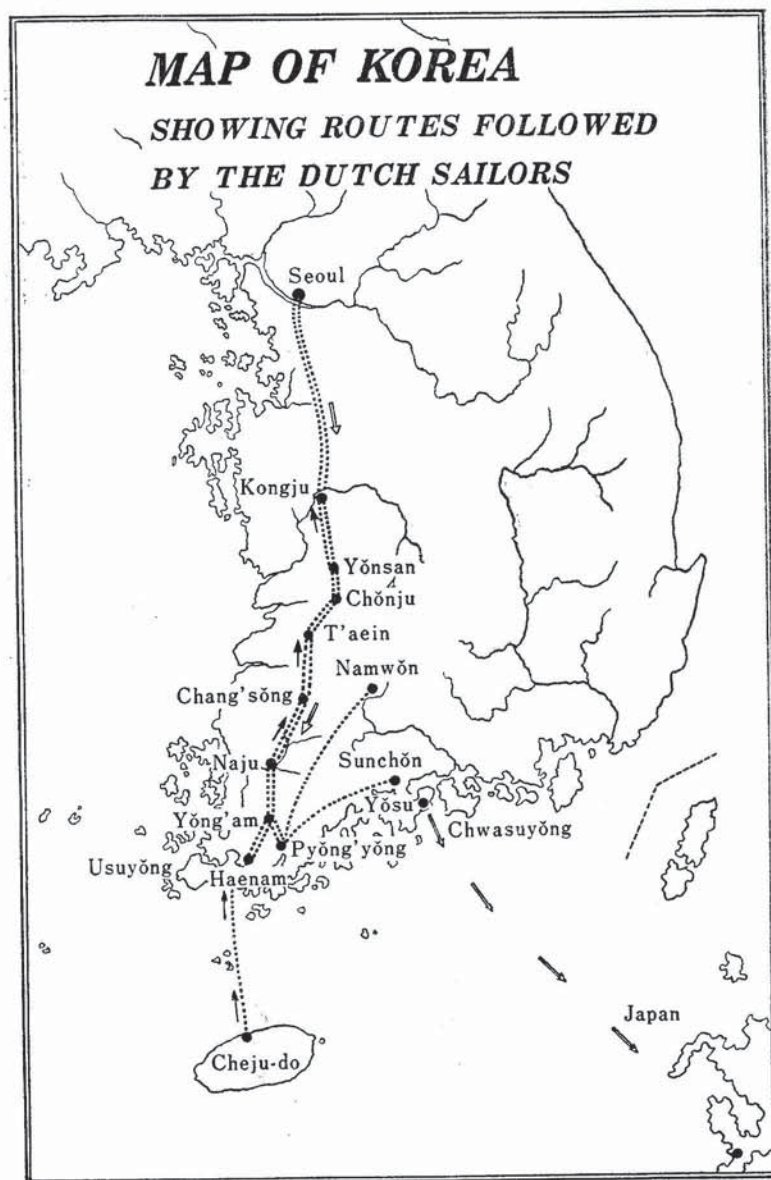 MAP OF KOREA
SHOWING ROUTES FOLLOWED
BY THE DUTCH SAILORS
Seoul
Kongju
Yŏnsan
Chŏnju
T'aein
Namwŏn
Chang'sŏng
Naju
Sunchŏn
Yŏsu
Yŏng'am
Chwasuyŏng
Pyŏng'yŏng
Usuyŏng
Haenam
Japan
Cheju-do